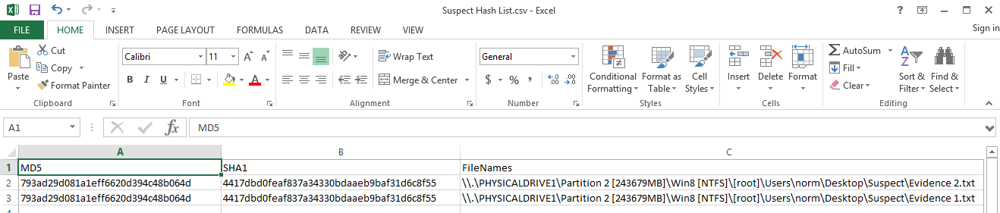 Suspect Hash List.csv - Excel
FILE HOME INSERT PAGE LAYOUT FORMULAS DATA REVIEW VIEW Sign in
Paste Cut Copy Format Painter Clipboard
Calibri 11 B I U A A A Font
Wrap Text Merge & Center Alignment
General $ % , .00 .0 Number
Conditional Formatting Format as Table Cell Styles Styles
Insert Delete Format Cells
AutoSum Fill Clear Sort & Filter Find & Select Editing
A1 fx MD5
A B C
1 MD5 SHA1 FileNames
2 793ad29d081a1eff6620d394c48b064d 4417dbd0feaf837a34330bdaaeb9baf31d6c8f55 \\.\PHYSICALDRIVE1\Partition 2 [243679MB]\Win8 [NTFS]\[root]\Users\norm\Desktop\Suspect\Evidence 2.txt
3 793ad29d081a1eff6620d394c48b064d 4417dbd0feaf837a34330bdaaeb9baf31d6c8f55 \\.\PHYSICALDRIVE1\Partition 2 [243679MB]\Win8 [NTFS]\[root]\Users\norm\Desktop\Suspect\Evidence 1.txt